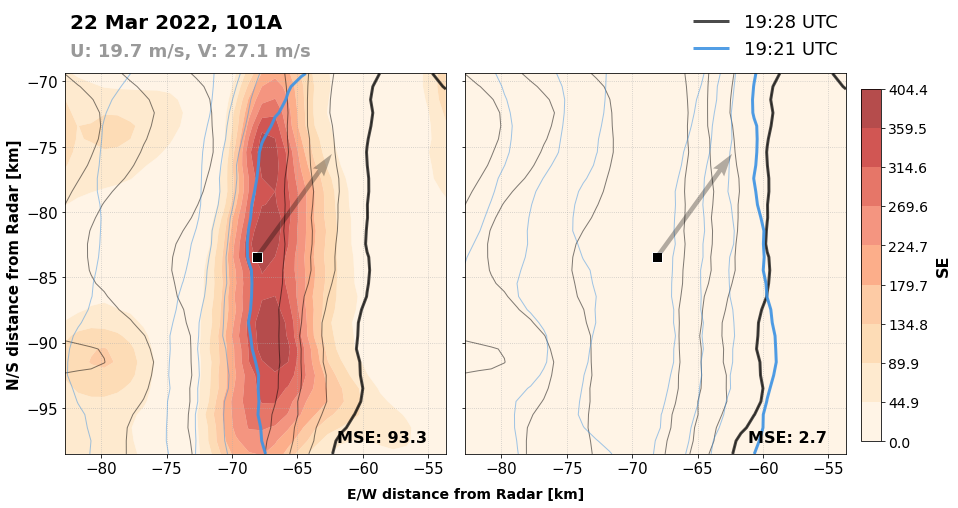 22 Mar 2022, 101A
U: 19.7 m/s, V: 27.1 m/s
19:28 UTC
19:21 UTC
N/S distance from Radar [km]
−70
−75
−80
−85
−90
−95
MSE: 93.3
−80 −75 −70 −65 −60 −55
MSE: 2.7
−80 −75 −70 −65 −60 −55
E/W distance from Radar [km]
404.4
359.5
314.6
269.6
224.7
179.7
134.8
89.9
44.9
0.0
SE